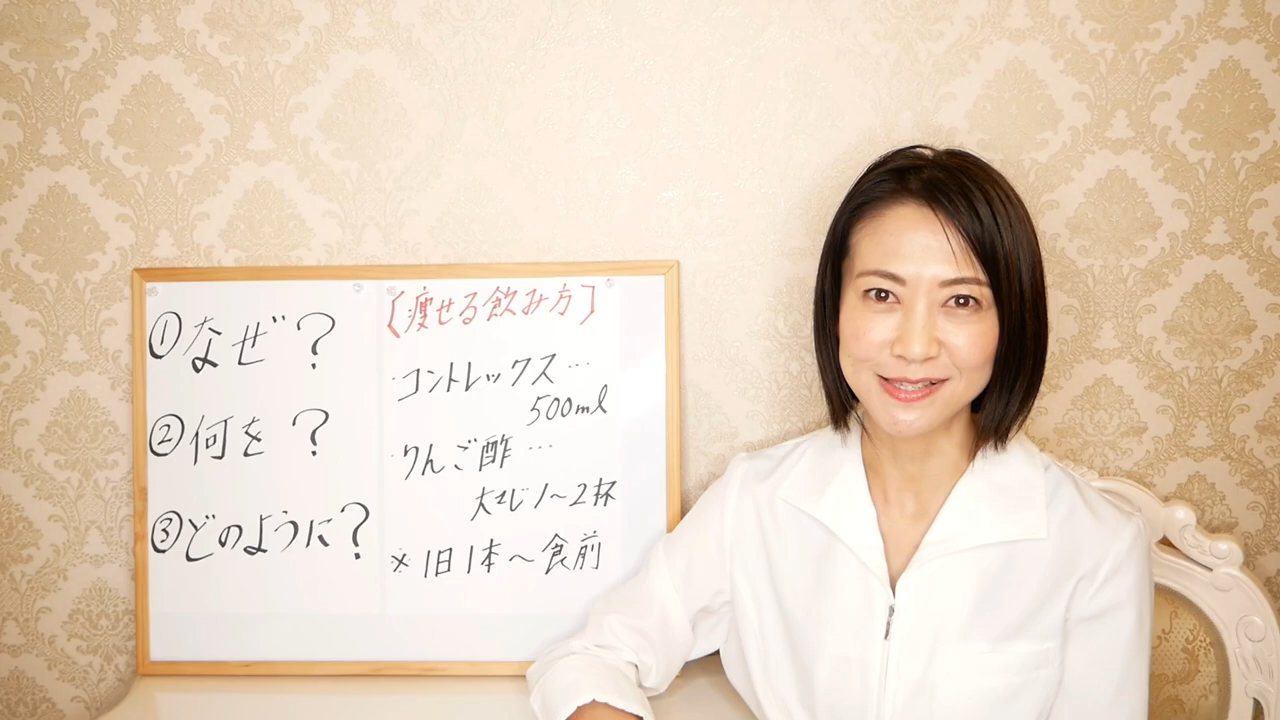 ①なぜ？
②何を？
③どのように？
〔痩せる飲み方〕
・コントレックス…
500ml
・りんご酢…
大さじ1～2杯
※1日1本～食前